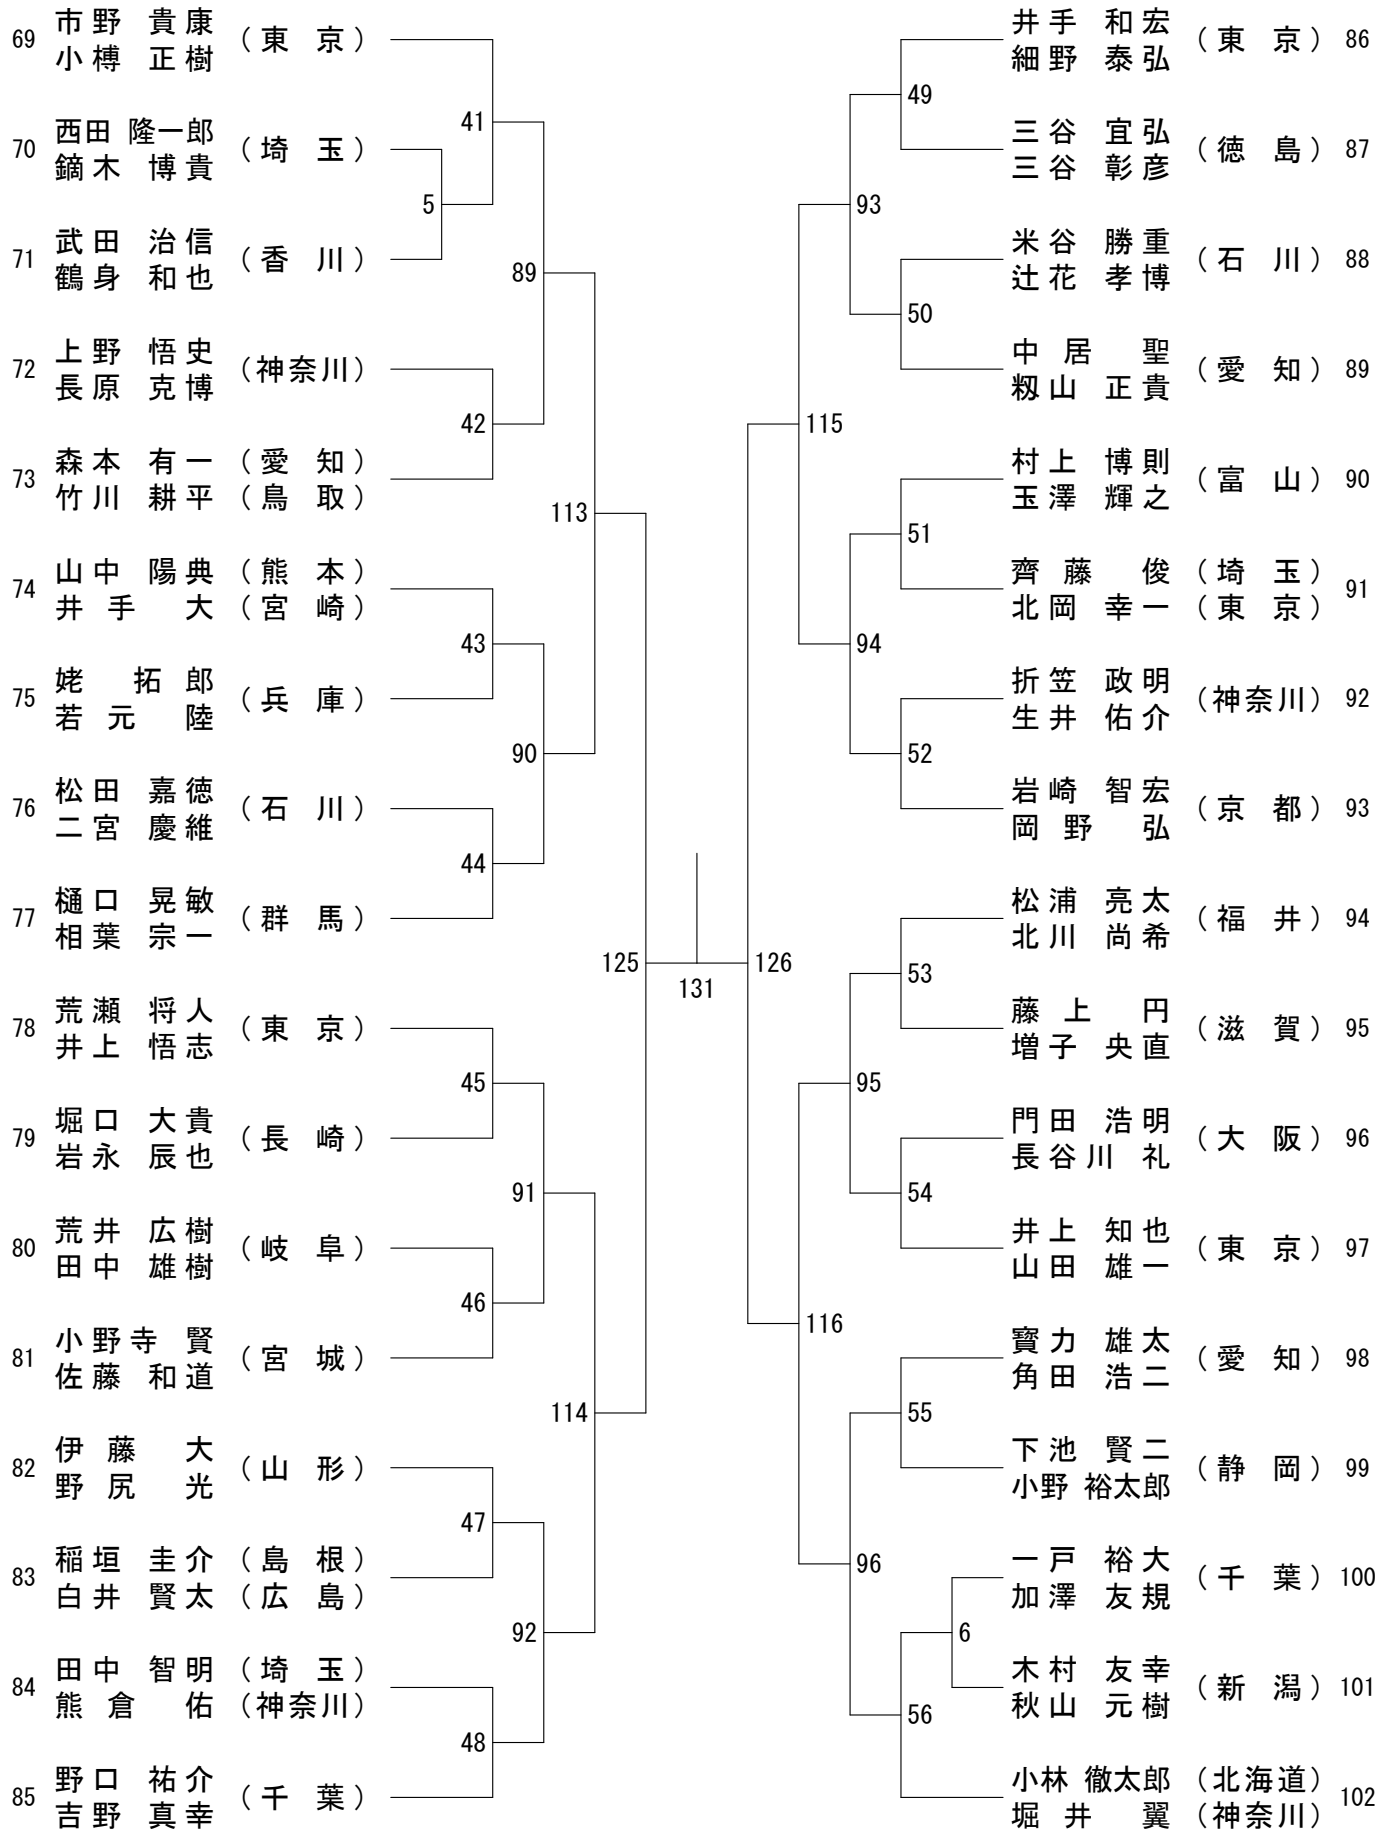 69 市野 貴康 (東 京)
小榑 正樹
70 西田 隆一郎 (埼 玉)
鏑木 博貴
71 武田 治信 (香 川)
鶴身 和也
72 上野 悟史 (神奈川)
長原 克博
73 森本 有一 (愛 知)
竹川 耕平 (鳥 取)
74 山中 陽典 (熊 本)
井手 大 (宮 崎)
75 姥 拓郎 (兵 庫)
若元 陸
76 松田 嘉徳 (石 川)
二宮 慶維
77 樋口 晃敏 (群 馬)
相葉 宗一
78 荒瀬 将人 (東 京)
井上 悟志
79 堀口 大貴 (長 崎)
岩永 辰也
80 荒井 広樹 (岐 阜)
田中 雄樹
81 小野寺 賢 (宮 城)
佐藤 和道
82 伊藤 大 (山 形)
野尻 光
83 稲垣 圭介 (島 根)
白井 賢太 (広 島)
84 田中 智明 (埼 玉)
熊倉 佑 (神奈川)
85 野口 祐介 (千 葉)
吉野 真幸
5
41
42
43
44
45
46
47
48
89
90
91
92
113
114
125
131
126
115
116
93
94
95
96
49
50
51
52
53
54
55
56
6
井手 和宏 (東 京) 86
細野 泰弘
三谷 宜弘 (徳 島) 87
三谷 彰彦
米谷 勝重 (石 川) 88
辻花 孝博
中居 聖 (愛 知) 89
籾山 正貴
村上 博則 (富 山) 90
玉澤 輝之
齊藤 俊 (埼 玉) 91
北岡 幸一 (東 京)
折笠 政明 (神奈川) 92
生井 佑介
岩崎 智宏 (京 都) 93
岡野 弘
松浦 亮太 (福 井) 94
北川 尚希
藤上 円 (滋 賀) 95
増子 央直
門田 浩明 (大 阪) 96
長谷川 礼
井上 知也 (東 京) 97
山田 雄一
寳力 雄太 (愛 知) 98
角田 浩二
下池 賢二 (静 岡) 99
小野 裕太郎
一戸 裕大 (千 葉) 100
加澤 友規
木村 友幸 (新 潟) 101
秋山 元樹
小林 徹太郎 (北海道) 102
堀井 翼 (神奈川)